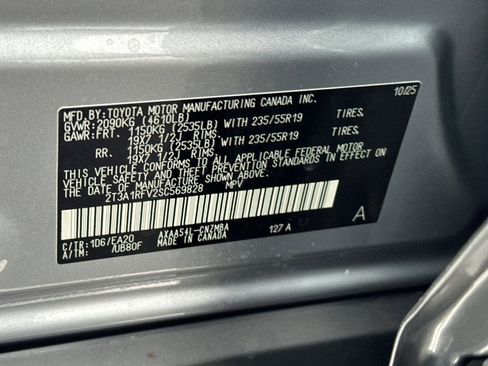 MFD.BY:TOYOTA MOTOR MANUFACTURING CANADA INC. 10/25
GVWR:2090KG (4610LB)
GAWR:FRT. 1150KG (2535LB) WITH 235/55R19 TIRES.
19X7 1/2J RIMS.
RR. 1150KG (2535LB) WITH 235/55R19 TIRES.
19X7 1/2J RIMS.
THIS VEHICLE CONFORMS TO ALL APPLICABLE FEDERAL MOTOR
VEHICLE SAFETY AND THEFT PREVENTION STANDARDS IN EFFECT ON
THE DATE OF MANUFACTURE SHOWN ABOVE.
2T3A1RFV2SC569828 MPV
C/TR:1D6/EA20 AXAA54L-CNZMBA
A/TM: /UB80F MADE IN CANADA 127A A